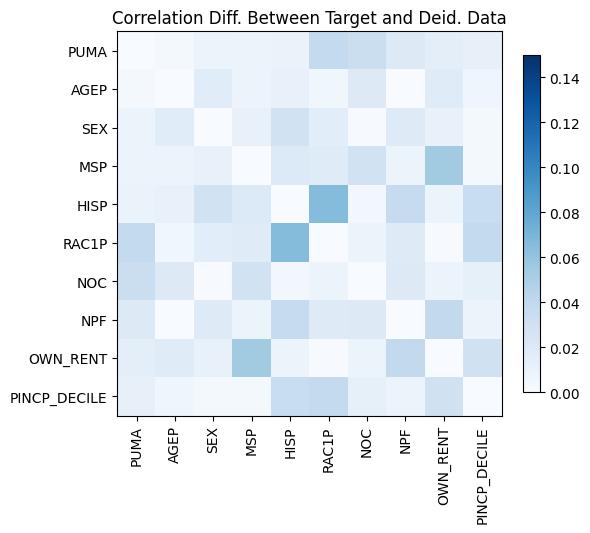 Correlation Diff. Between Target and Deid. Data
PUMA
AGEP
SEX
MSP
HISP
RAC1P
NOC
NPF
OWN_RENT
PINCP_DECILE
PUMA
AGEP
SEX
MSP
HISP
RAC1P
NOC
NPF
OWN_RENT
PINCP_DECILE
0.14
0.12
0.10
0.08
0.06
0.04
0.02
0.00